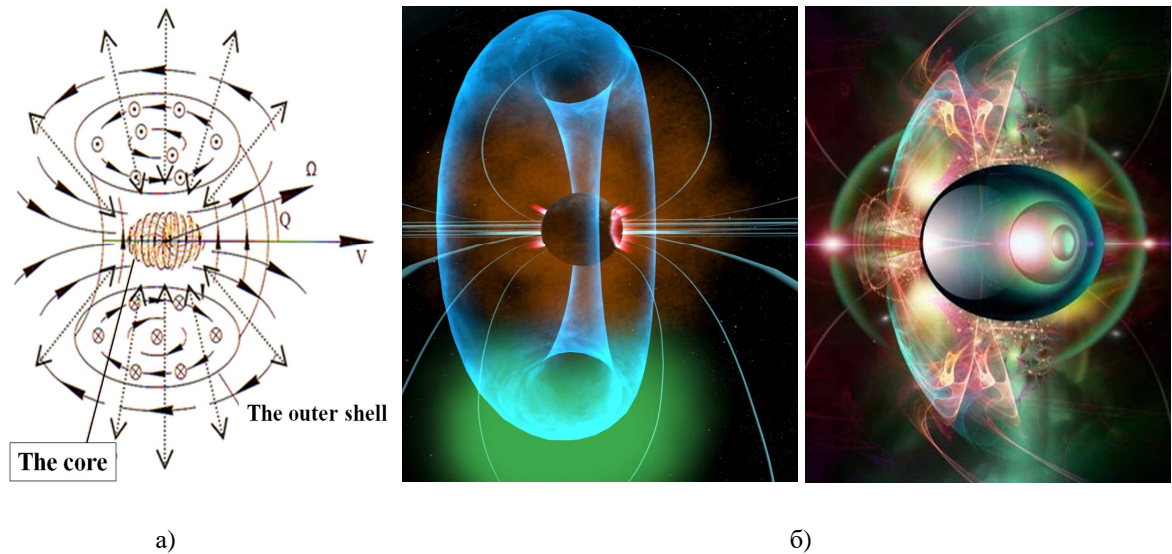 Ω
Q
V
The outer shell
The core
а)
б)